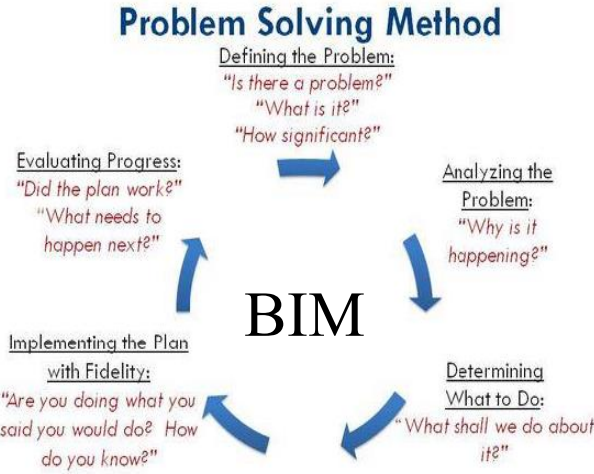 Problem Solving Method
Defining the Problem:
"Is there a problem?"
"What is it?"
"How significant?"
Analyzing the
Problem:
"Why is it
happening?"
Determining
What to Do:
"What shall we do about
it?"
Implementing the Plan
with Fidelity:
"Are you doing what you
said you would do? How
do you know?"
Evaluating Progress:
"Did the plan work?"
"What needs to
happen next?"
BIM